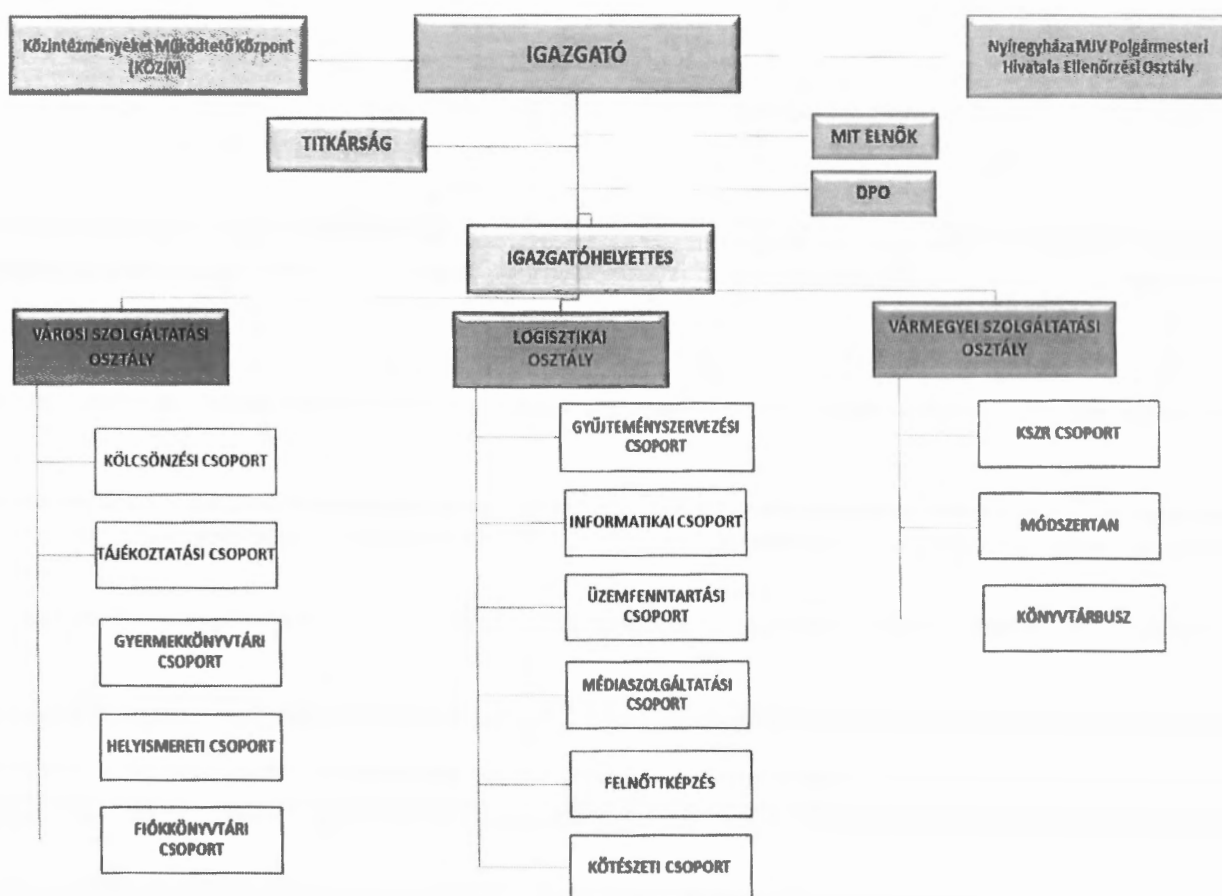 Közintézményeket Működtető Központ
(KÖZIM)
IGAZGATÓ
Nyíregyháza MJV Polgármesteri
Hivatala Ellenőrzési Osztály
TITKÁRSÁG
MIT ELNÖK
DPO
IGAZGATÓHELYETTES
VÁROSI SZOLGÁLTATÁSI
OSZTÁLY
KÖLCSÖNZÉSI CSOPORT
TÁJÉKOZTATÁSI CSOPORT
GYERMEKKÖNYVTÁRI
CSOPORT
HELYISMERETI CSOPORT
FIÓKKÖNYVTÁRI
CSOPORT
LOGISZTIKAI
OSZTÁLY
GYŰJTEMÉNYSZERVEZÉSI
CSOPORT
INFORMATIKAI CSOPORT
ÜZEMFENNTARTÁSI
CSOPORT
MÉDIASZOLGÁLTATÁSI
CSOPORT
FELNŐTTKÉPZÉS
KÖTÉSZETI CSOPORT
VÁRMEGYEI SZOLGÁLTATÁSI
OSZTÁLY
KSZR CSOPORT
MÓDSZERTAN
KÖNYVTÁRBUSZ